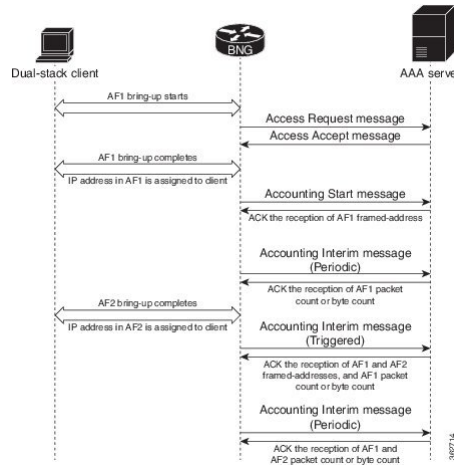 BNG
Dual-stack client
AAA serve
AF1 bring-up starts
Access Request message
Access Accept message
AF1 bring-up completes
IP address in AF1 is assigned to client
Accounting Start message
ACK the reception of AF1 framed-address
Accounting Interim message
(Periodic)
ACK the reception of AF1 packet
count or byte count
AF2 bring-up completes
IP address in AF2 is assigned to client
Accounting Interim message
(Triggered)
ACK the reception of AF1 and AF2
framed-addresses, and AF1 packet
count or byte count
Accounting Interim message
(Periodic)
ACK the reception of AF1 and
AF2 packet count or byte count
362714